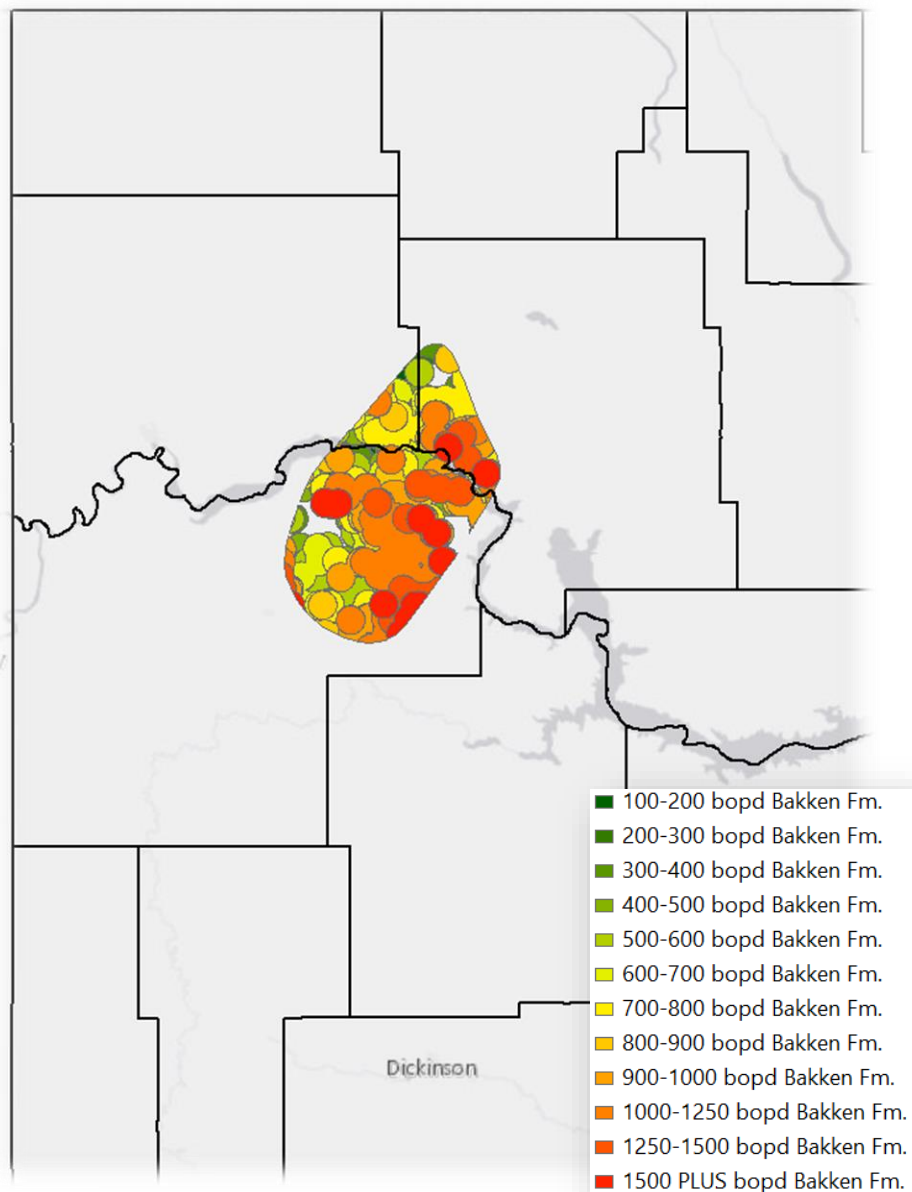 Dickinson
100-200 bopd Bakken Fm.
200-300 bopd Bakken Fm.
300-400 bopd Bakken Fm.
400-500 bopd Bakken Fm.
500-600 bopd Bakken Fm.
600-700 bopd Bakken Fm.
700-800 bopd Bakken Fm.
800-900 bopd Bakken Fm.
900-1000 bopd Bakken Fm.
1000-1250 bopd Bakken Fm.
1250-1500 bopd Bakken Fm.
1500 PLUS bopd Bakken Fm.